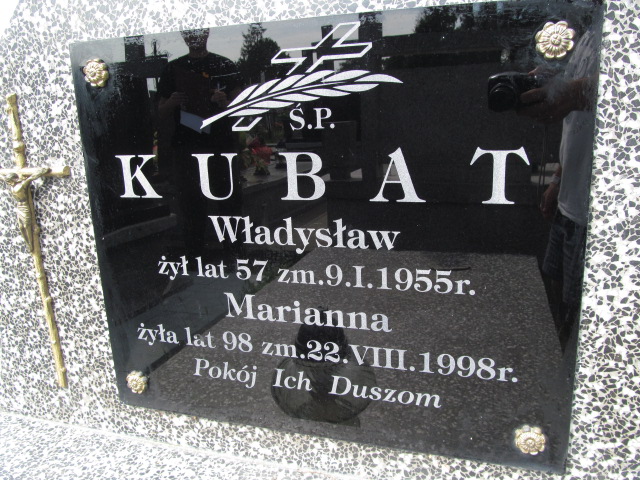 Ś.P.
KUBAT
Władysław
żył lat 57 zm.9.I.1955r.
Marianna
żyła lat 98 zm.22.VIII.1998r.
Pokój Ich Duszom